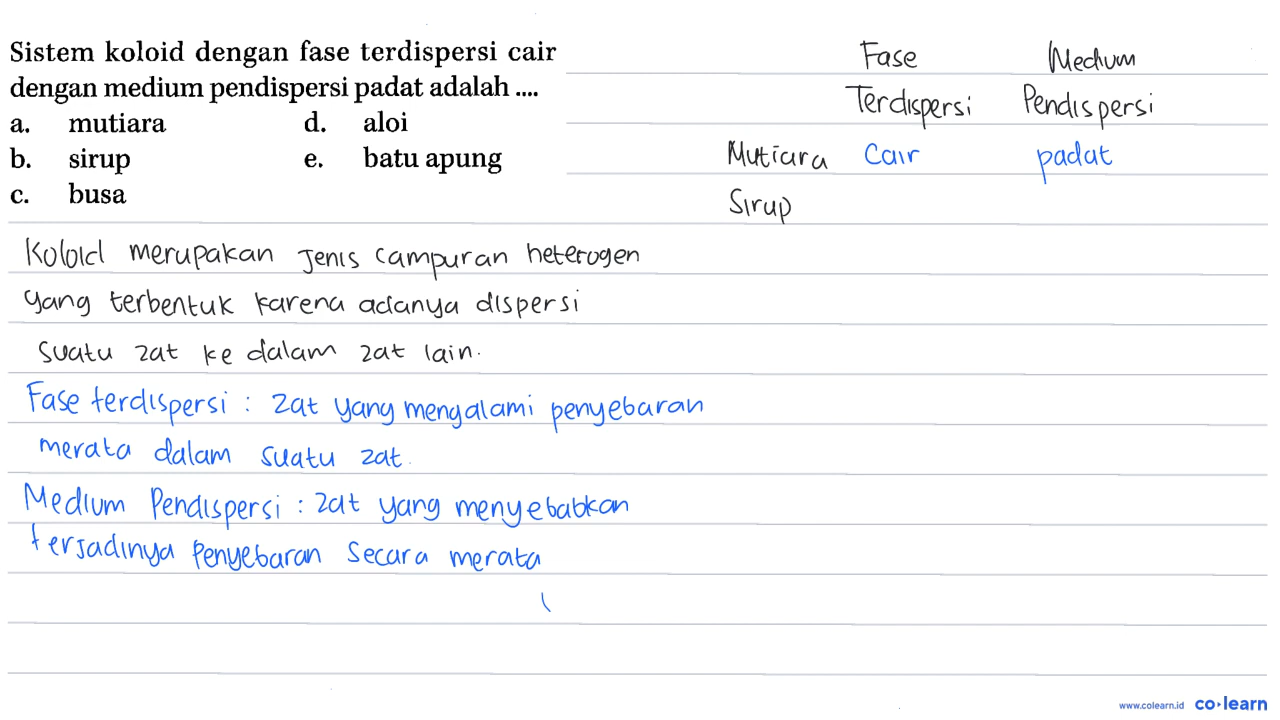 Sistem koloid dengan fase terdispersi cair
dengan medium pendispersi padat adalah ....
a. mutiara d. aloi
b. sirup e. batu apung
c. busa
Fase Medium
Terdispersi Pendispersi
Mutiara Cair padat
Sirup
Koloid merupakan jenis campuran heterogen
yang terbentuk karena adanya dispersi
suatu zat ke dalam zat lain.
Fase terdispersi : zat yang mengalami penyebaran
merata dalam suatu zat.
Medium Pendispersi : zat yang menyebabkan
terjadinya penyebaran secara merata
www.colearn.id co·learn